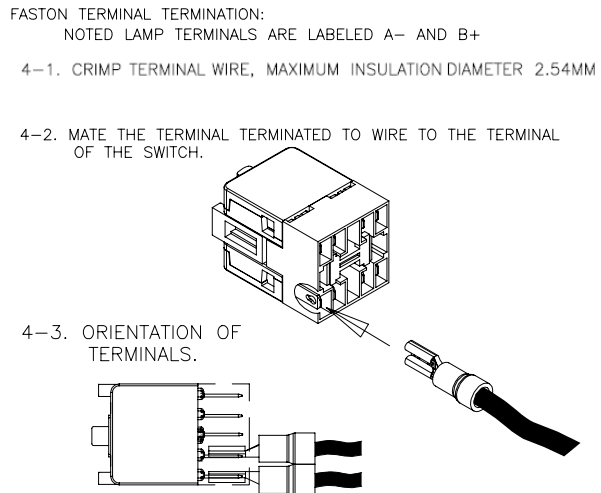 FASTON TERMINAL TERMINATION:
NOTED LAMP TERMINALS ARE LABELED A- AND B+
4-1. CRIMP TERMINAL WIRE, MAXIMUM INSULATION DIAMETER 2.54MM
4-2. MATE THE TERMINAL TERMINATED TO WIRE TO THE TERMINAL
OF THE SWITCH.
4-3. ORIENTATION OF
TERMINALS.